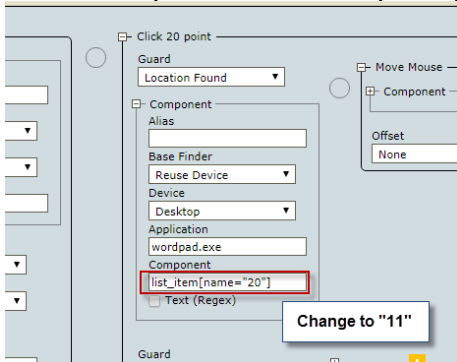 Click 20 point
Guard
Location Found
Component
Alias
Base Finder
Reuse Device
Device
Desktop
Application
wordpad.exe
Component
list_item[name="20"]
Text (Regex)
Guard
Move Mouse
Component
Offset
None
Change to "11"